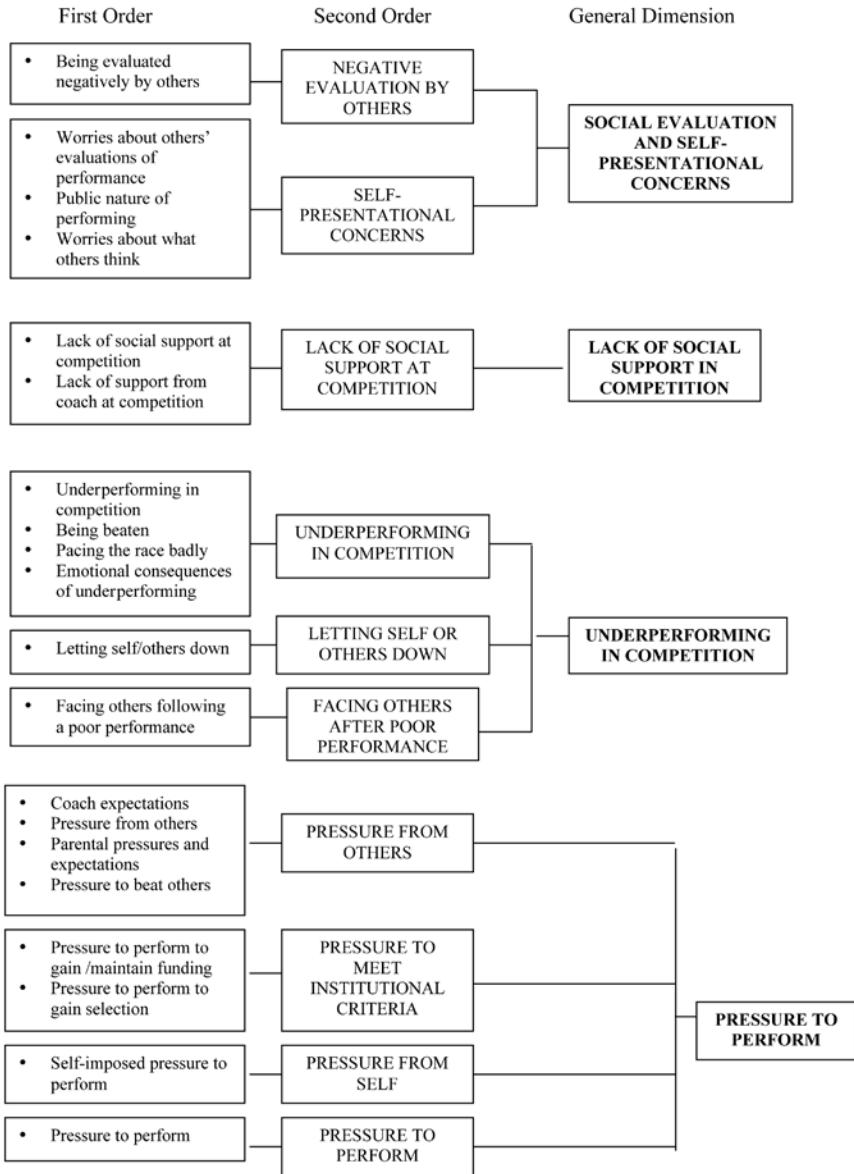 First Order
Second Order
General Dimension
• Being evaluated
negatively by others
NEGATIVE
EVALUATION BY
OTHERS
SOCIAL EVALUATION
AND SELF-
PRESENTATIONAL
CONCERNS
• Worries about others’
evaluations of
performance
• Public nature of
performing
• Worries about what
others think
SELF-
PRESENTATIONAL
CONCERNS
• Lack of social support at
competition
• Lack of support from
coach at competition
LACK OF SOCIAL
SUPPORT AT
COMPETITION
LACK OF SOCIAL
SUPPORT IN
COMPETITION
• Underperforming in
competition
• Being beaten
• Pacing the race badly
• Emotional consequences
of underperforming
UNDERPERFORMING
IN COMPETITION
• Letting self/others down
LETTING SELF OR
OTHERS DOWN
UNDERPERFORMING
IN COMPETITION
• Facing others following
a poor performance
FACING OTHERS
AFTER POOR
PERFORMANCE
• Coach expectations
• Pressure from others
• Parental pressures and
expectations
• Pressure to beat others
PRESSURE FROM
OTHERS
• Pressure to perform to
gain /maintain funding
• Pressure to perform to
gain selection
PRESSURE TO
MEET
INSTITUTIONAL
CRITERIA
PRESSURE TO
PERFORM
• Self-imposed pressure to
perform
PRESSURE FROM
SELF
• Pressure to perform
PRESSURE TO
PERFORM